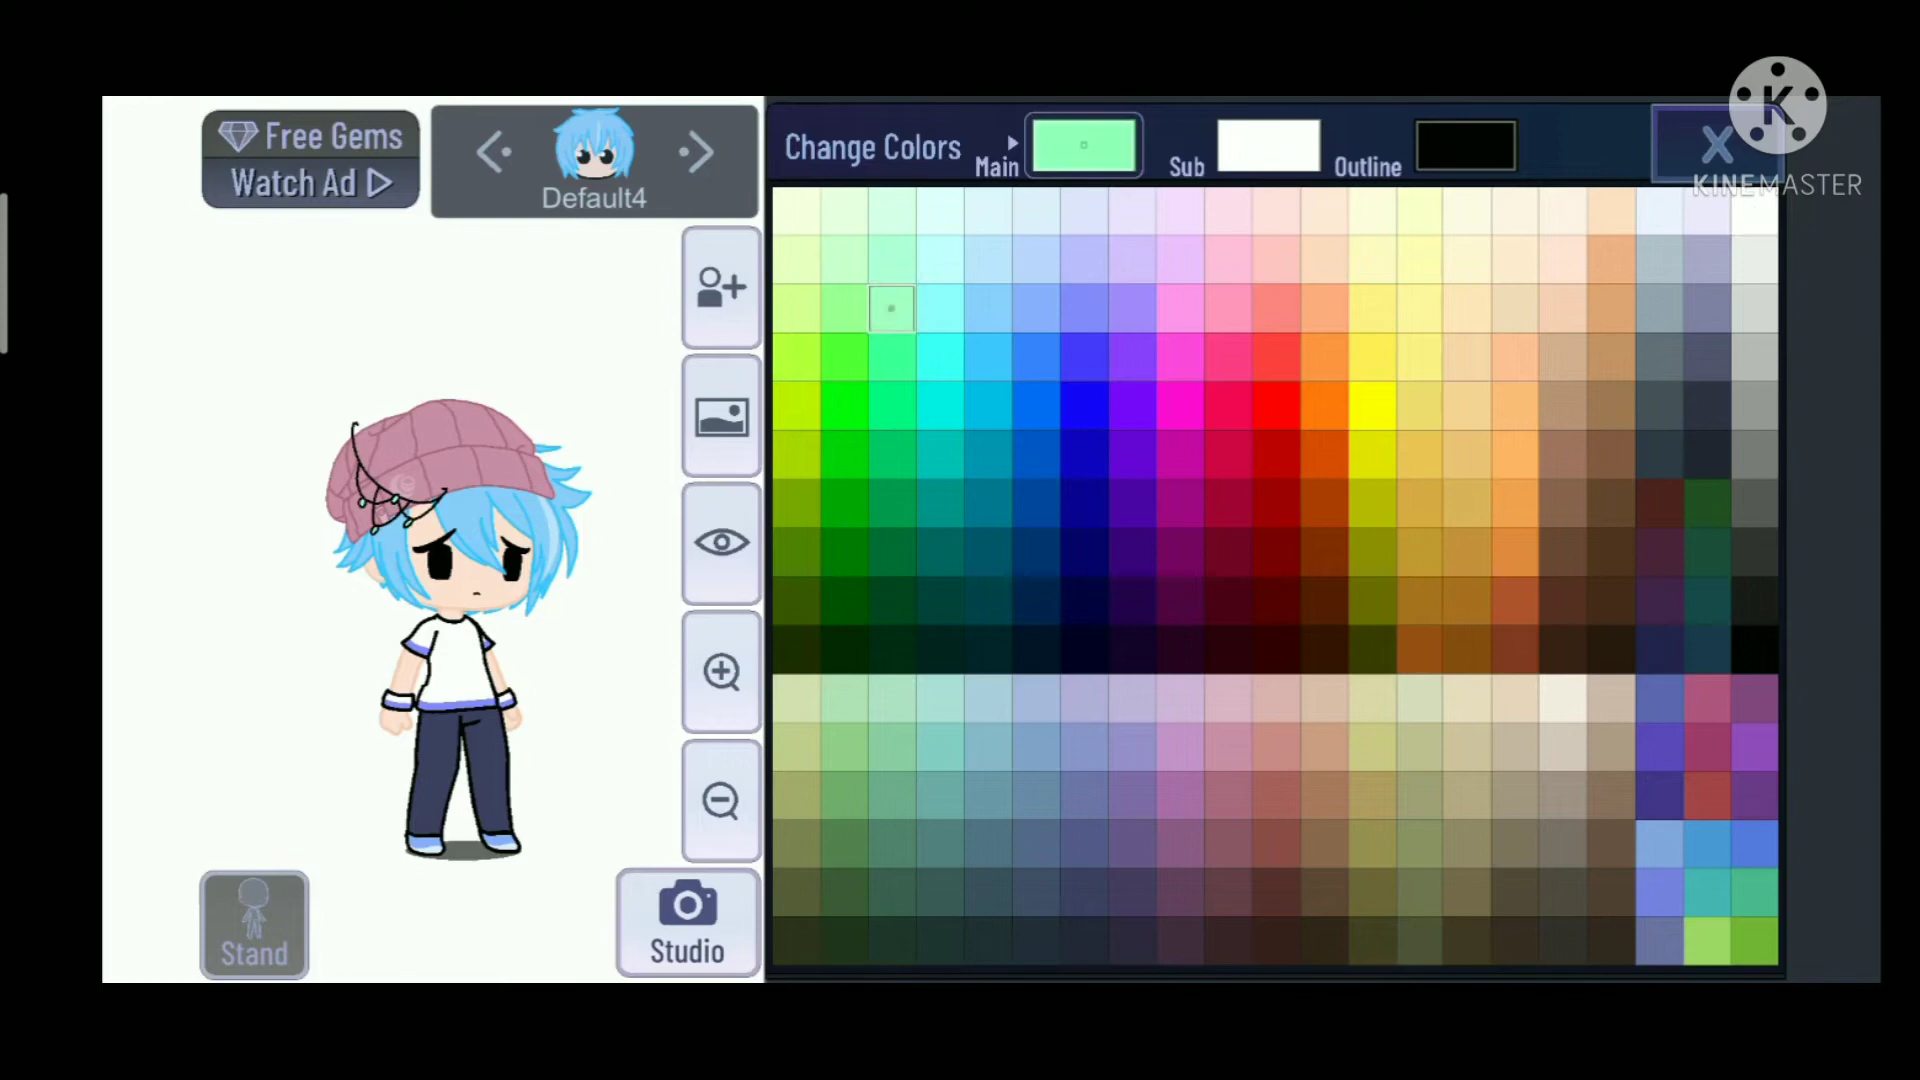 Free Gems
Watch Ad
Default4
Change Colors
Main
Sub
Outline
X
K
KINEMASTER
Stand
Studio